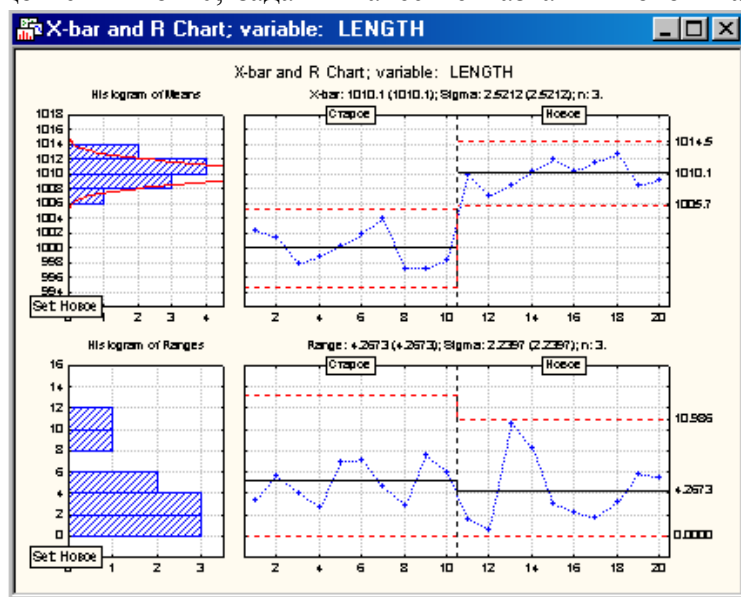 X-bar and R Chart; variable: LENGTH
X-bar and R Chart; variable: LENGTH
Histogram of Means
X-bar: 1010.1 (1010.1); Sigma: 2.5212 (2.5212); n: 3.
Старое
Новое
1018
1016
1014
1012
1010
1008
1006
1004
1002
1000
998
996
994
1014.5
1010.1
1005.7
Set Новое
1 2 3 4
2 4 6 8 10 12 14 16 18 20
Histogram of Ranges
Range: 4.2673 (4.2673); Sigma: 2.2397 (2.2397); n: 3.
Старое
Новое
16
14
12
10
8
6
4
2
0
10.986
4.2673
0.0000
Set Новое
1 2 3
2 4 6 8 10 12 14 16 18 20